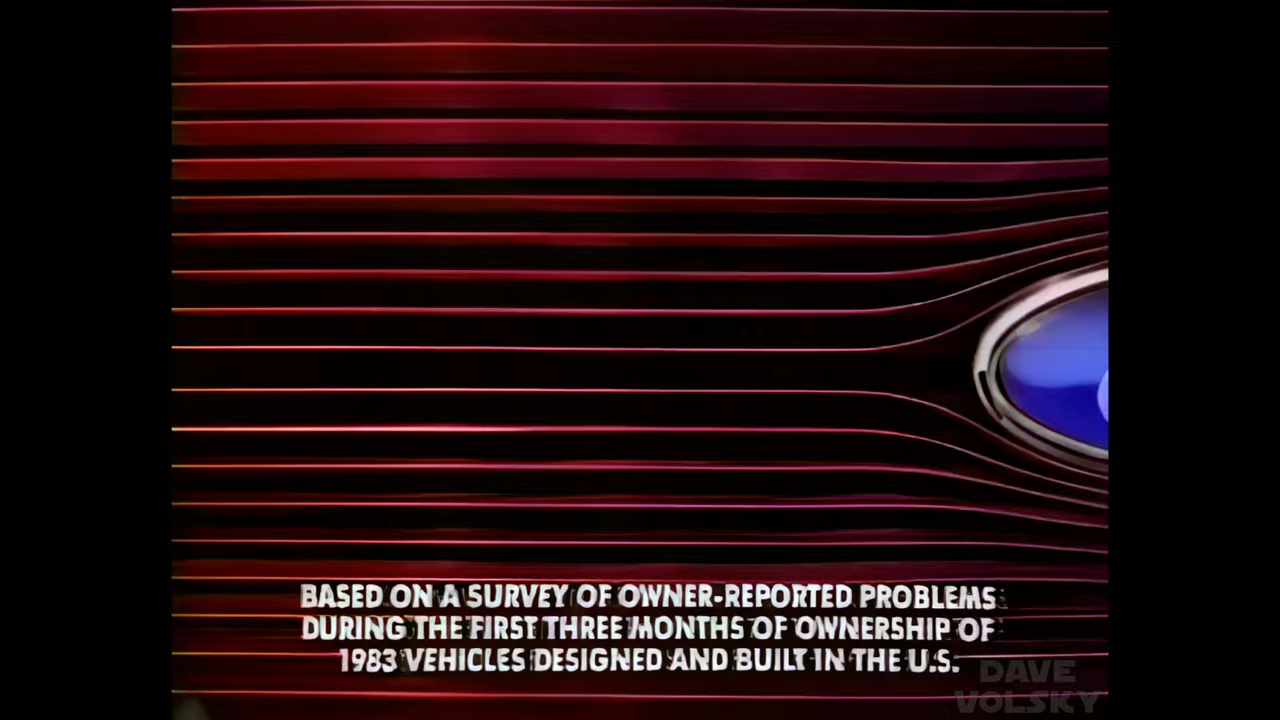 BASED ON A SURVEY OF OWNER-REPORTED PROBLEMS
DURING THE FIRST THREE MONTHS OF OWNERSHIP OF
1983 VEHICLES DESIGNED AND BUILT IN THE U.S.
DAVE
VOLSKY